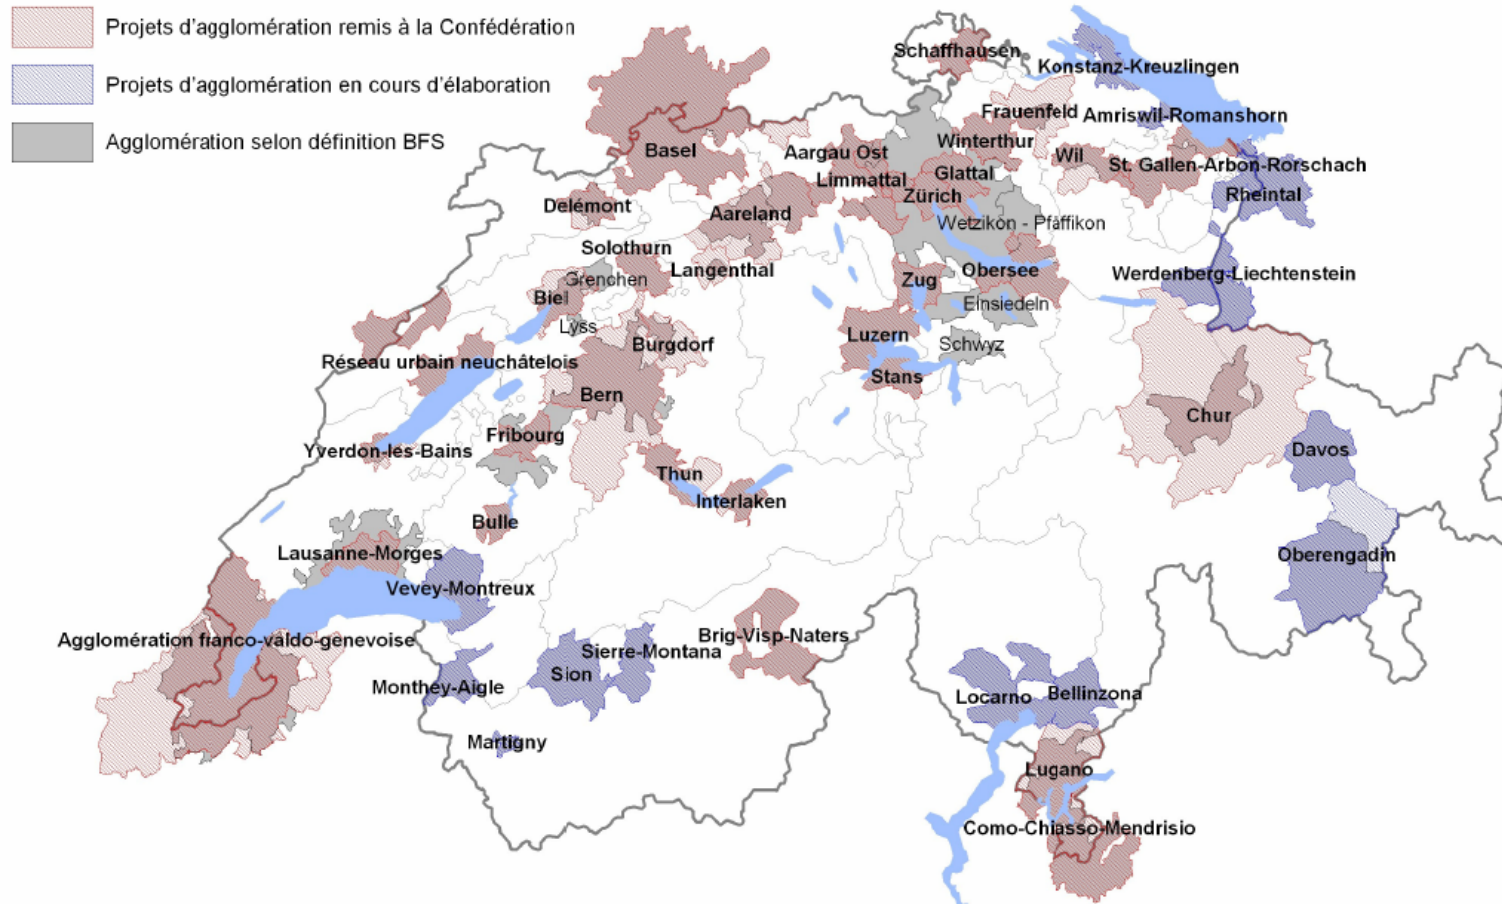 Projets d'agglomération remis à la Confédération
Projets d'agglomération en cours d'élaboration
Agglomération selon définition BFS
Schaffhausen
Konstanz-Kreuzlingen
Frauenfeld
Amriswil-Romanshorn
Winterthur
Basel
Aargau Ost
Wil
St. Gallen-Arbon-Rorschach
Limmattal
Glattal
Zürich
Rheintal
Delémont
Aareland
Wetzikon - Pfäffikon
Solothurn
Langenthal
Obersee
Werdenberg-Liechtenstein
Grenchen
Zug
Biel
Einsiedeln
Lyss
Luzern
Burgdorf
Schwyz
Réseau urbain neuchâtelois
Stans
Bern
Chur
Fribourg
Yverdon-les-Bains
Davos
Thun
Interlaken
Bulle
Lausanne-Morges
Oberengadin
Vevey-Montreux
Agglomération franco-valdo-genevoise
Brig-Visp-Naters
Sierre-Montana
Sion
Monthey-Aigle
Locarno
Bellinzona
Martigny
Lugano
Como-Chiasso-Mendrisio